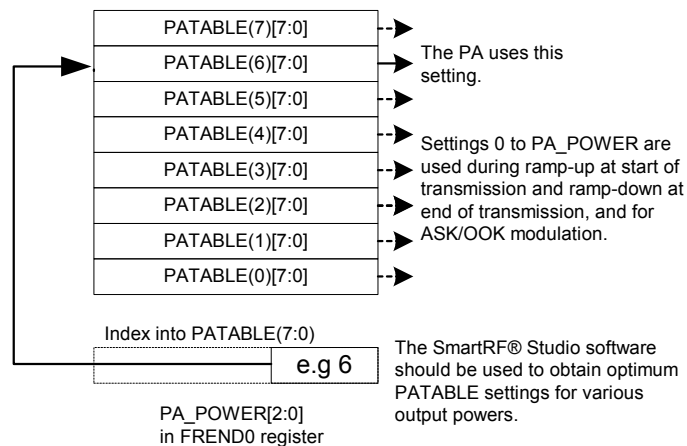 PATABLE(7)[7:0]
PATABLE(6)[7:0]
The PA uses this
setting.
PATABLE(5)[7:0]
PATABLE(4)[7:0]
PATABLE(3)[7:0]
PATABLE(2)[7:0]
PATABLE(1)[7:0]
PATABLE(0)[7:0]
Settings 0 to PA_POWER are
used during ramp-up at start of
transmission and ramp-down at
end of transmission, and for
ASK/OOK modulation.
Index into PATABLE(7:0)
e.g 6
PA_POWER[2:0]
in FREND0 register
The SmartRF® Studio software
should be used to obtain optimum
PATABLE settings for various
output powers.